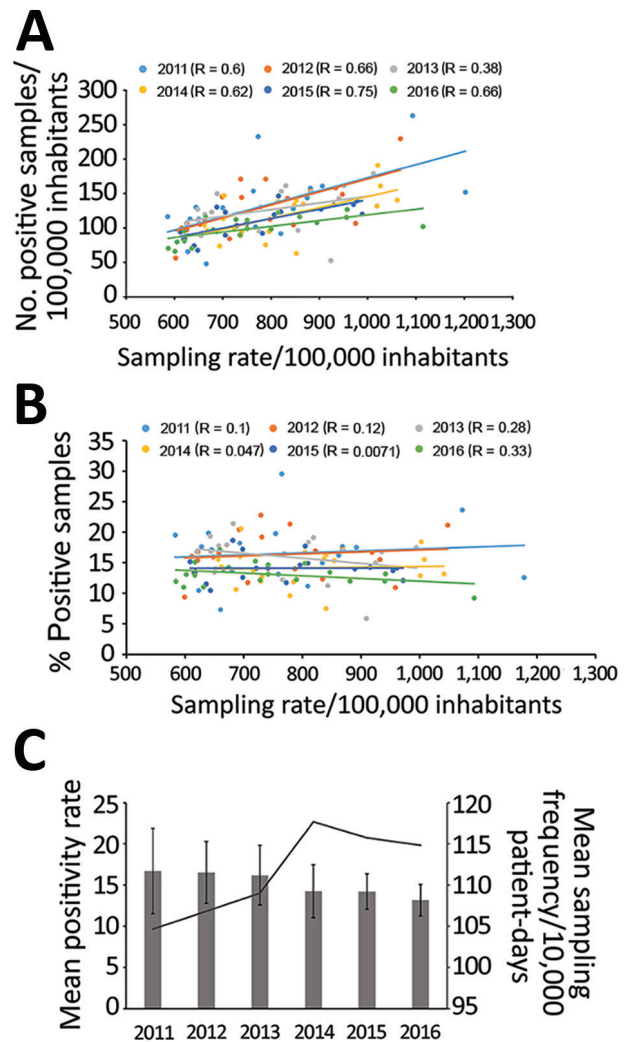 A
2011 (R = 0.6) 2012 (R = 0.66) 2013 (R = 0.38)
2014 (R = 0.62) 2015 (R = 0.75) 2016 (R = 0.66)
No. positive samples/
100,000 inhabitants
300
250
200
150
100
50
0
500 600 700 800 900 1,000 1,100 1,200 1,300
Sampling rate/100,000 inhabitants
B
2011 (R = 0.1) 2012 (R = 0.12) 2013 (R = 0.28)
2014 (R = 0.047) 2015 (R = 0.0071) 2016 (R = 0.33)
% Positive samples
35
30
25
20
15
10
5
0
500 600 700 800 900 1,000 1,100 1,200 1,300
Sampling rate/100,000 inhabitants
C
Mean positivity rate
25
20
15
10
5
0
120
115
110
105
100
95
Mean sampling
frequency/10,000
patient-days
2011 2012 2013 2014 2015 2016